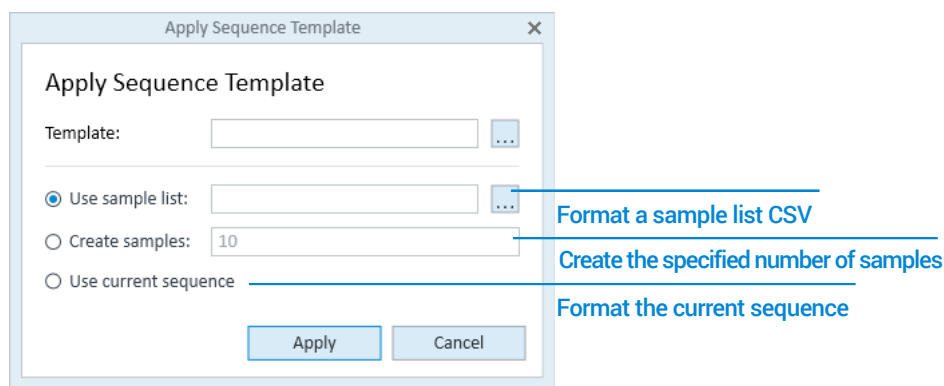 Apply Sequence Template
Apply Sequence Template
Template:
...
Use sample list:
...
Format a sample list CSV
Create samples:
10
Create the specified number of samples
Use current sequence
Format the current sequence
Apply
Cancel